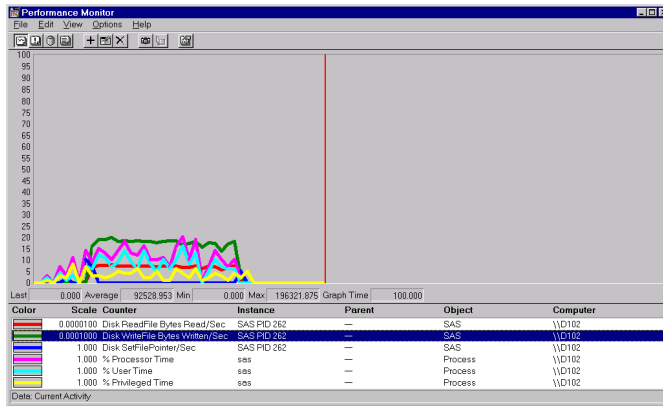 Performance Monitor
File Edit View Options Help
100
95
90
85
80
75
70
65
60
55
50
45
40
35
30
25
20
15
10
5
0
Last 0.000 Average 92528.953 Min 0.000 Max 196321.875 Graph Time 100.000
Color Scale Counter Instance Parent Object Computer
0.0000100 Disk ReadFile Bytes Read/Sec SAS PID 262 — SAS \\D102
0.0001000 Disk WriteFile Bytes Written/Sec SAS PID 262 — SAS \\D102
1.000 Disk SetFilePointer/Sec SAS PID 262 — SAS \\D102
1.000 % Processor Time sas — Process \\D102
1.000 % User Time sas — Process \\D102
1.000 % Privileged Time sas — Process \\D102
Data: Current Activity